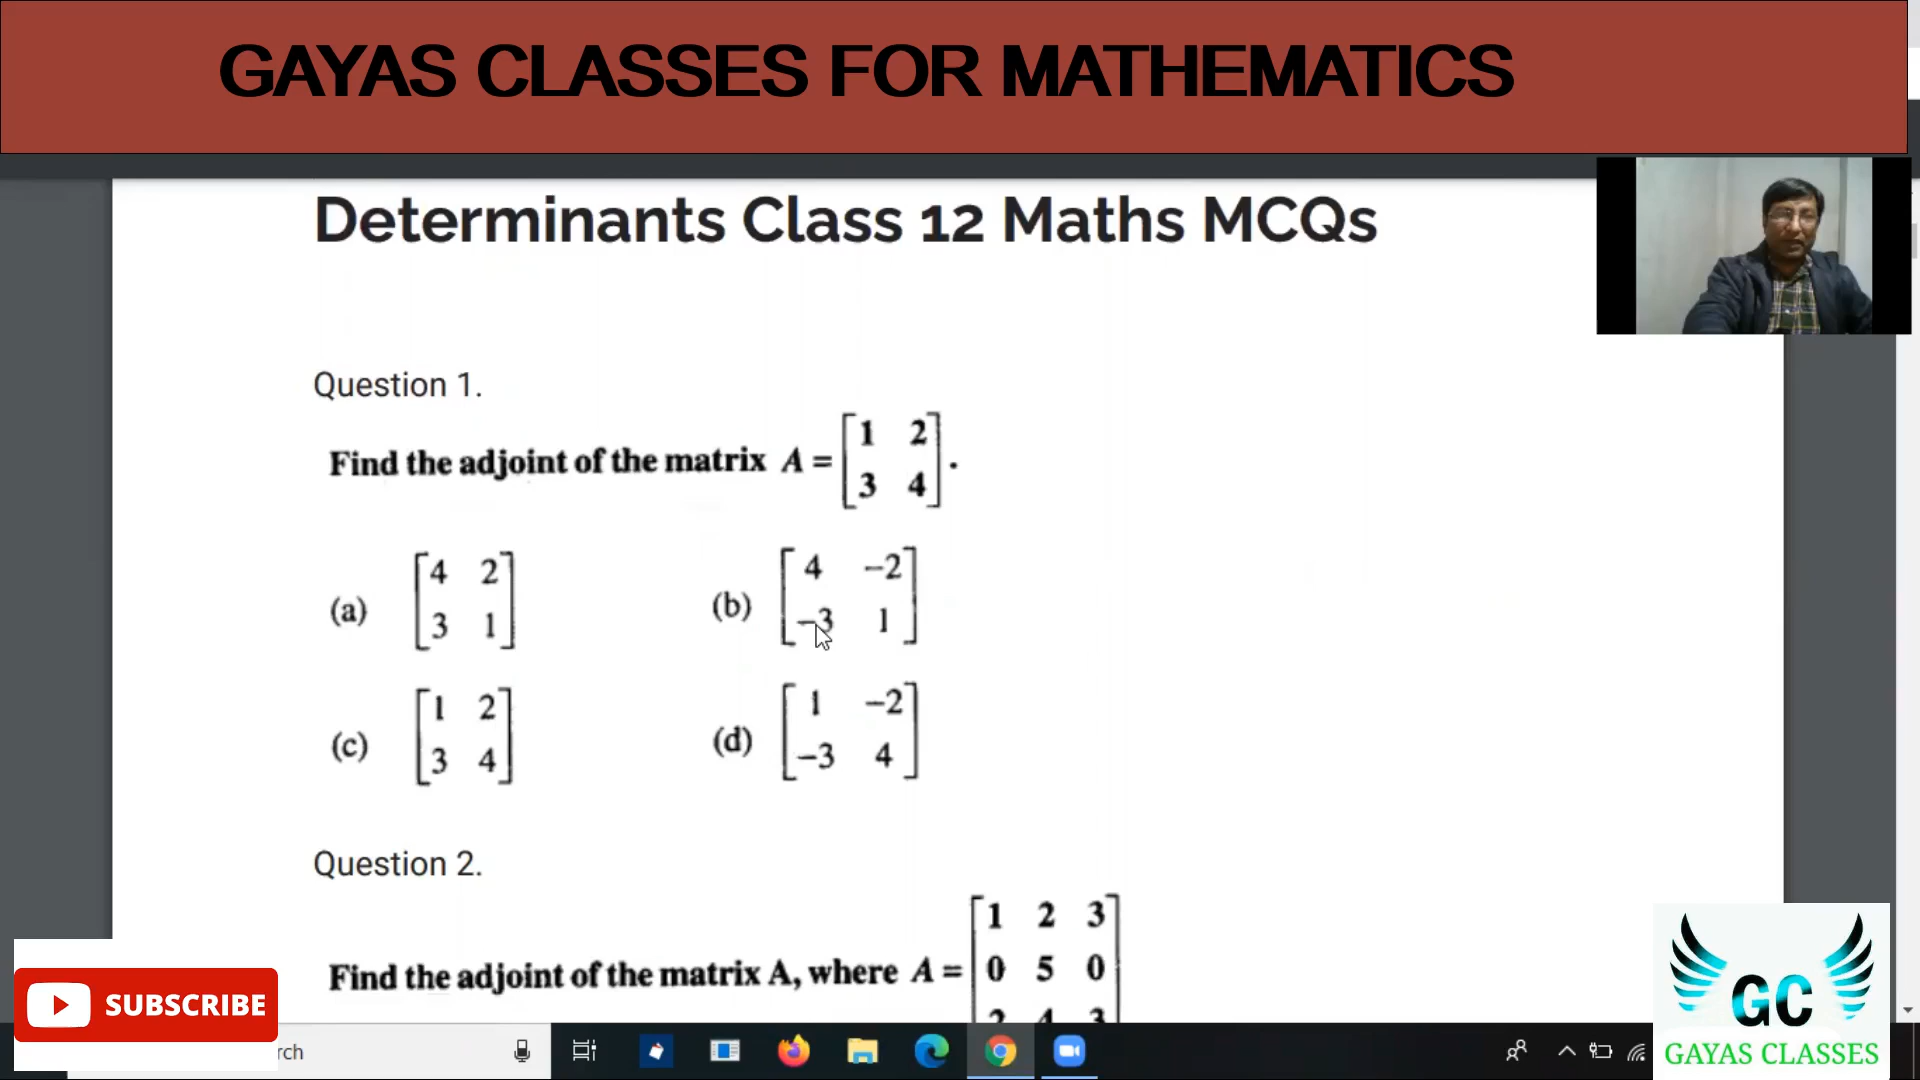 GAYAS CLASSES FOR MATHEMATICS
Determinants Class 12 Maths MCQs
Question 1.
Find the adjoint of the matrix A = [1 2
3 4].
(a) [4 2
3 1]
(b) [4 −2
−3 1]
(c) [1 2
3 4]
(d) [1 −2
−3 4]
Question 2.
Find the adjoint of the matrix A, where A = [1 2 3
0 5 0
2 4 3
SUBSCRIBE
rch
GC
GAYAS CLASSES